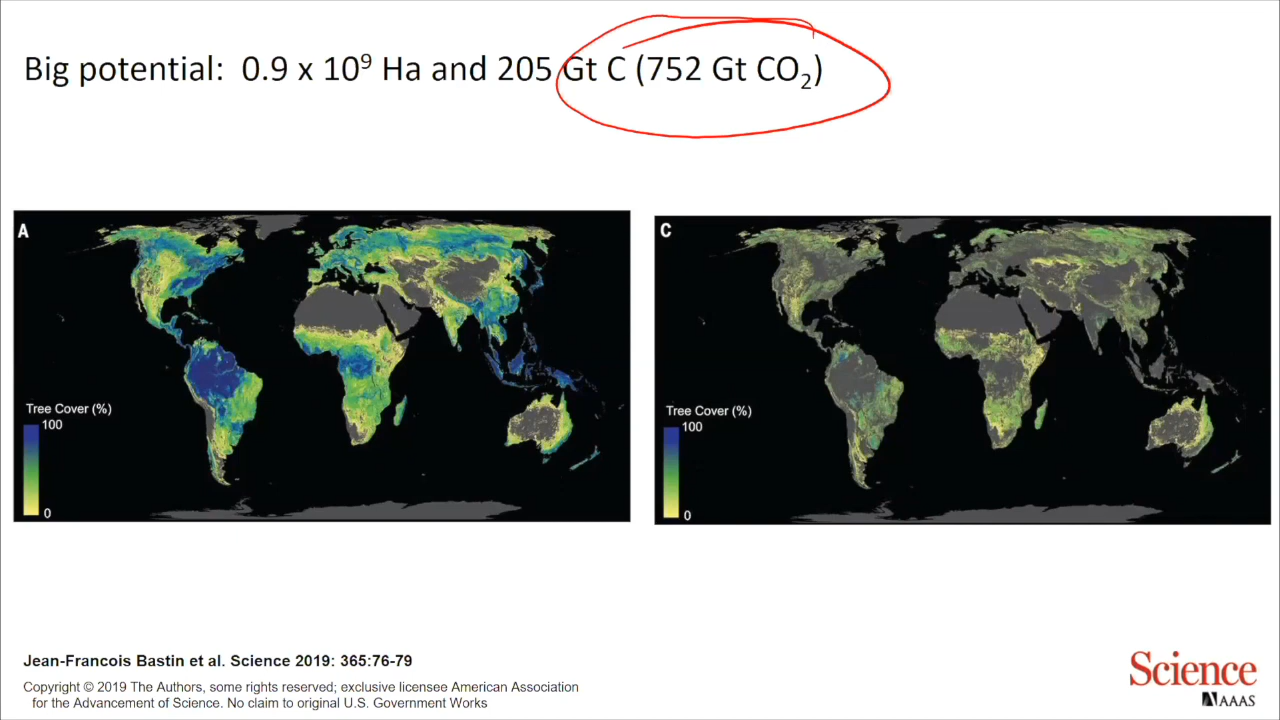 Big potential:  0.9 x 10⁹ Ha and 205 Gt C (752 Gt CO₂)
A
Tree Cover (%)
100
0
C
Tree Cover (%)
100
0
Jean-Francois Bastin et al. Science 2019: 365:76-79
Copyright © 2019 The Authors, some rights reserved; exclusive licensee American Association
for the Advancement of Science. No claim to original U.S. Government Works
Science
AAAS